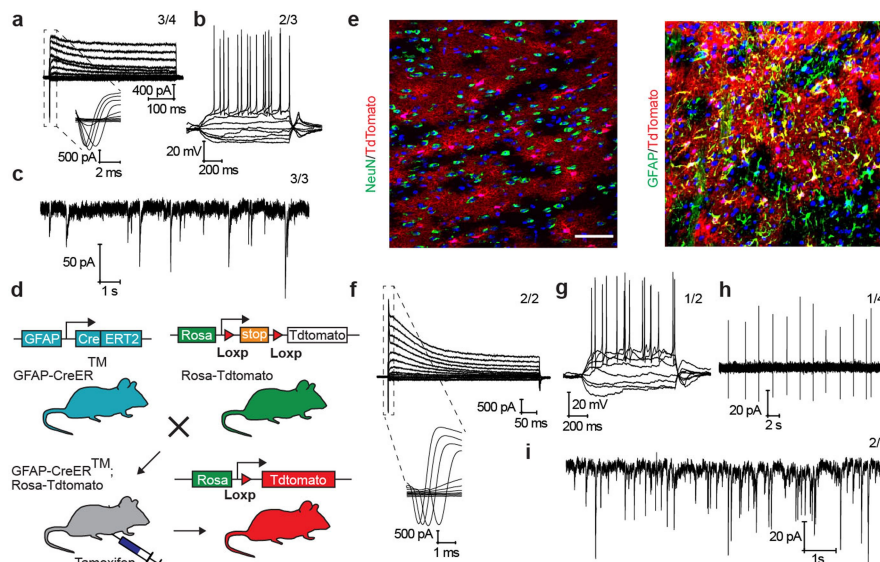 a
3/4
400 pA
100 ms
500 pA
2 ms
b
2/3
20 mV
200 ms
c
3/3
50 pA
1 s
d
GFAP
Cre ERT2
Rosa
stop
Tdtomato
Loxp
Loxp
GFAP-CreER TM
Rosa-Tdtomato
GFAP-CreER TM;
Rosa-Tdtomato
Rosa
Tdtomato
Loxp
e
NeuN/TdTomato
GFAP/TdTomato
f
2/2
500 pA
50 ms
500 pA
1 ms
g
1/2
20 mV
200 ms
h
1/4
20 pA
2 s
i
20 pA
1s